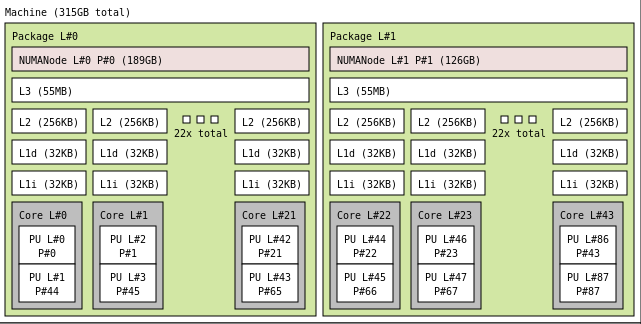 Machine (315GB total)
Package L#0
NUMANode L#0 P#0 (189GB)
L3 (55MB)
L2 (256KB) L2 (256KB) L2 (256KB)
22x total
L1d (32KB) L1d (32KB) L1d (32KB)
L1i (32KB) L1i (32KB) L1i (32KB)
Core L#0 Core L#1 Core L#21
PU L#0 PU L#2 PU L#42
P#0 P#1 P#21
PU L#1 PU L#3 PU L#43
P#44 P#45 P#65
Package L#1
NUMANode L#1 P#1 (126GB)
L3 (55MB)
L2 (256KB) L2 (256KB) L2 (256KB)
22x total
L1d (32KB) L1d (32KB) L1d (32KB)
L1i (32KB) L1i (32KB) L1i (32KB)
Core L#22 Core L#23 Core L#43
PU L#44 PU L#46 PU L#86
P#22 P#23 P#43
PU L#45 PU L#47 PU L#87
P#66 P#67 P#87